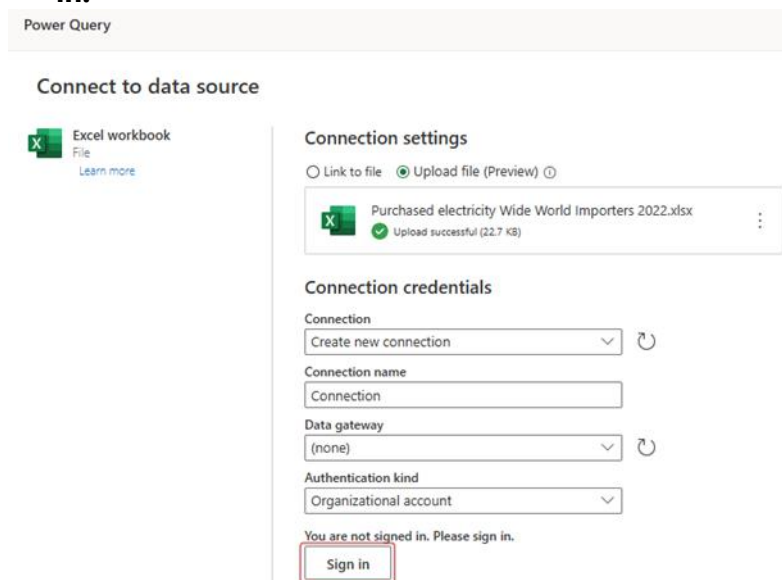 in.
Power Query
Connect to data source
Excel workbook
File
Learn more
Connection settings
Link to file Upload file (Preview)
Purchased electricity Wide World Importers 2022.xlsx
Upload successful (22.7 KB)
Connection credentials
Connection
Create new connection
Connection name
Connection
Data gateway
(none)
Authentication kind
Organizational account
You are not signed in. Please sign in.
Sign in